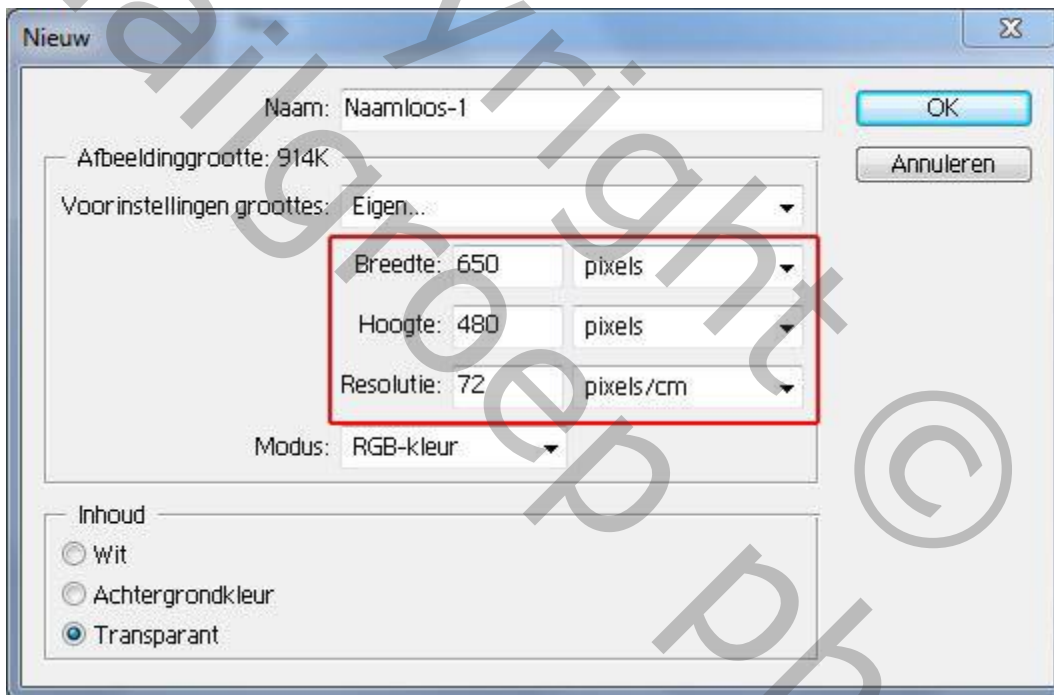 Nieuw
Naam: Naamloos-1
OK
Afbeeldinggrootte: 914K
Annuleren
Voorinstellingen groottes: Eigen...
Breedte: 650 pixels
Hoogte: 480 pixels
Resolutie: 72 pixels/cm
Modus: RGB-kleur
Inhoud
Wit
Achtergrondkleur
Transparant
©